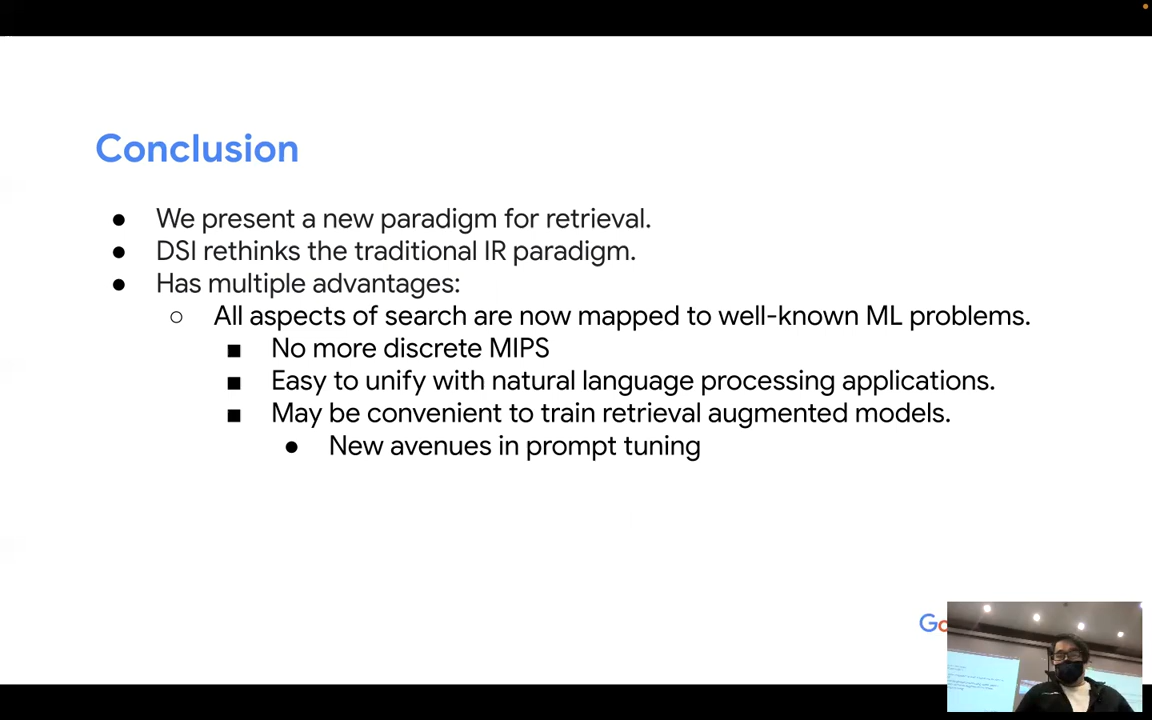 Conclusion
We present a new paradigm for retrieval.
DSI rethinks the traditional IR paradigm.
Has multiple advantages:
All aspects of search are now mapped to well-known ML problems.
No more discrete MIPS
Easy to unify with natural language processing applications.
May be convenient to train retrieval augmented models.
New avenues in prompt tuning